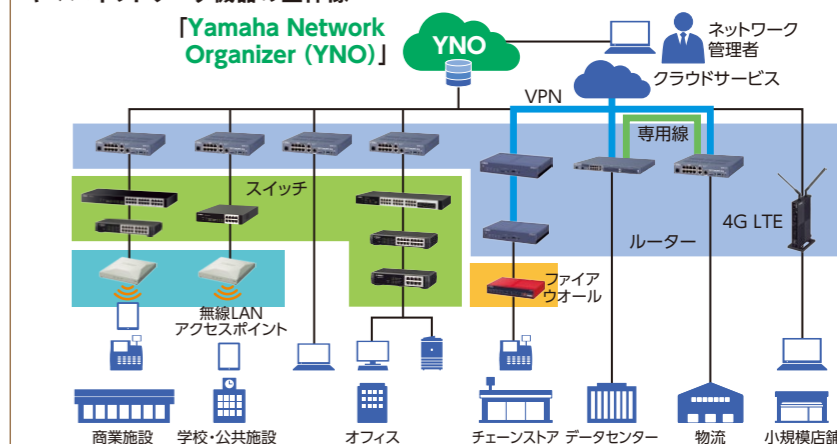 「Yamaha Network
Organizer (YNO)」
YNO
ネットワーク
管理者
クラウドサービス
VPN
専用線
スイッチ
4G LTE
ルーター
ファイア
ウオール
無線LAN
アクセスポイント
商業施設
学校・公共施設
オフィス
チェーンストア
データセンター
物流
小規模店舗